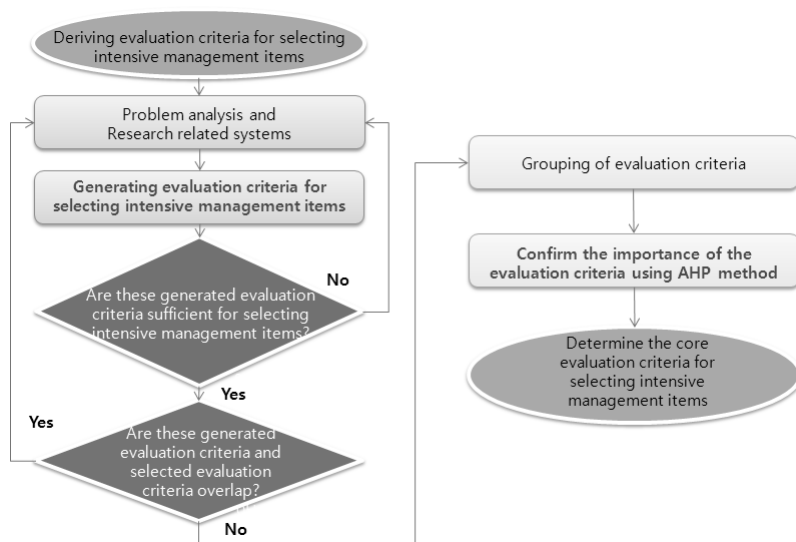 Deriving evaluation criteria for selecting
intensive management items
Problem analysis and
Research related systems
Generating evaluation criteria for
selecting intensive management items
No
Are these generated evaluation
criteria sufficient for selecting
intensive management items?
Yes
Yes
Are these generated
evaluation criteria and
selected evaluation
criteria overlap?
No
Grouping of evaluation criteria
Confirm the importance of the
evaluation criteria using AHP method
Determine the core
evaluation criteria for
selecting intensive
management items